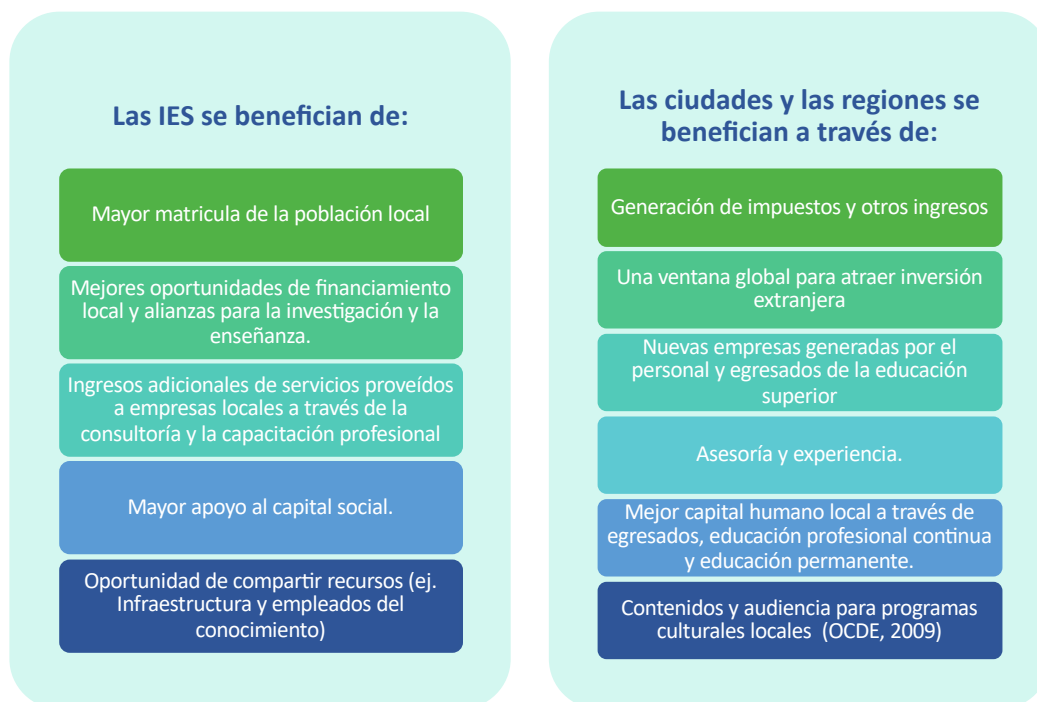 Las IES se benefician de:
Mayor matricula de la población local
Mejores oportunidades de financiamiento
local y alianzas para la investigación y la
enseñanza.
Ingresos adicionales de servicios proveídos
a empresas locales a través de la
consultoría y la capacitación profesional
Mayor apoyo al capital social.
Oportunidad de compartir recursos (ej.
Infraestructura y empleados del
conocimiento)
Las ciudades y las regiones se
benefician a través de:
Generación de impuestos y otros ingresos
Una ventana global para atraer inversión
extranjera
Nuevas empresas generadas por el
personal y egresados de la educación
superior
Asesoría y experiencia.
Mejor capital humano local a través de
egresados, educación profesional continua
y educación permanente.
Contenidos y audiencia para programas
culturales locales (OCDE, 2009)